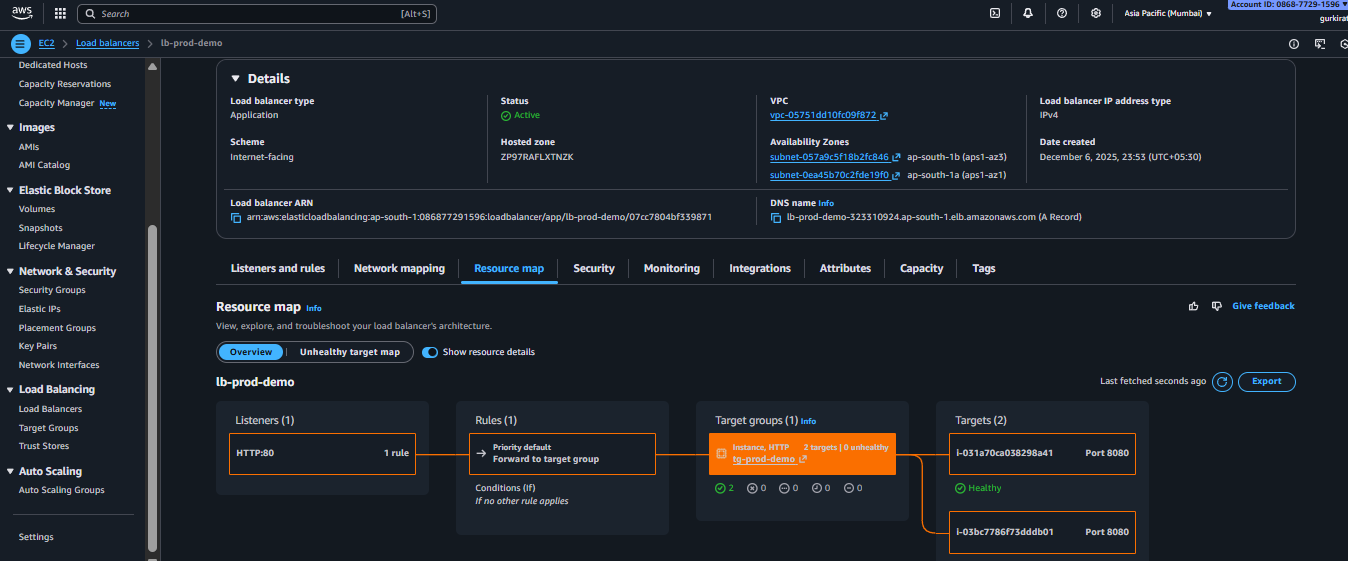 aws
Search [Alt+S]
Asia Pacific (Mumbai) ▼
Account ID: 0868-7729-1596
gurkirat
EC2 > Load balancers > lb-prod-demo
Dedicated Hosts
Capacity Reservations
Capacity Manager New
Images
AMIs
AMI Catalog
Elastic Block Store
Volumes
Snapshots
Lifecycle Manager
Network & Security
Security Groups
Elastic IPs
Placement Groups
Key Pairs
Network Interfaces
Load Balancing
Load Balancers
Target Groups
Trust Stores
Auto Scaling
Auto Scaling Groups
Settings
Details
Load balancer type
Application
Status
Active
VPC
vpc-05751dd10fc09f872
Load balancer IP address type
IPv4
Scheme
Internet-facing
Hosted zone
ZP97RAFLXTNZK
Availability Zones
subnet-057a9c5f18b2fc846 ap-south-1b (aps1-az3)
subnet-0ea45b70c2fde19f0 ap-south-1a (aps1-az1)
Date created
December 6, 2025, 23:53 (UTC+05:30)
Load balancer ARN
arn:aws:elasticloadbalancing:ap-south-1:086877291596:loadbalancer/app/lb-prod-demo/07cc7804bf339871
DNS name Info
lb-prod-demo-323310924.ap-south-1.elb.amazonaws.com (A Record)
Listeners and rules
Network mapping
Resource map
Security
Monitoring
Integrations
Attributes
Capacity
Tags
Resource map Info
Give feedback
View, explore, and troubleshoot your load balancer's architecture.
Overview
Unhealthy target map
Show resource details
lb-prod-demo
Last fetched seconds ago
Export
Listeners (1)
HTTP:80 1 rule
Rules (1)
Priority default
Forward to target group
Conditions (If)
If no other rule applies
Target groups (1) Info
Instance, HTTP 2 targets | 0 unhealthy
tg-prod-demo
2 0 0 0 0
Targets (2)
i-031a70ca038298a41 Port 8080
Healthy
i-03bc7786f73dddb01 Port 8080